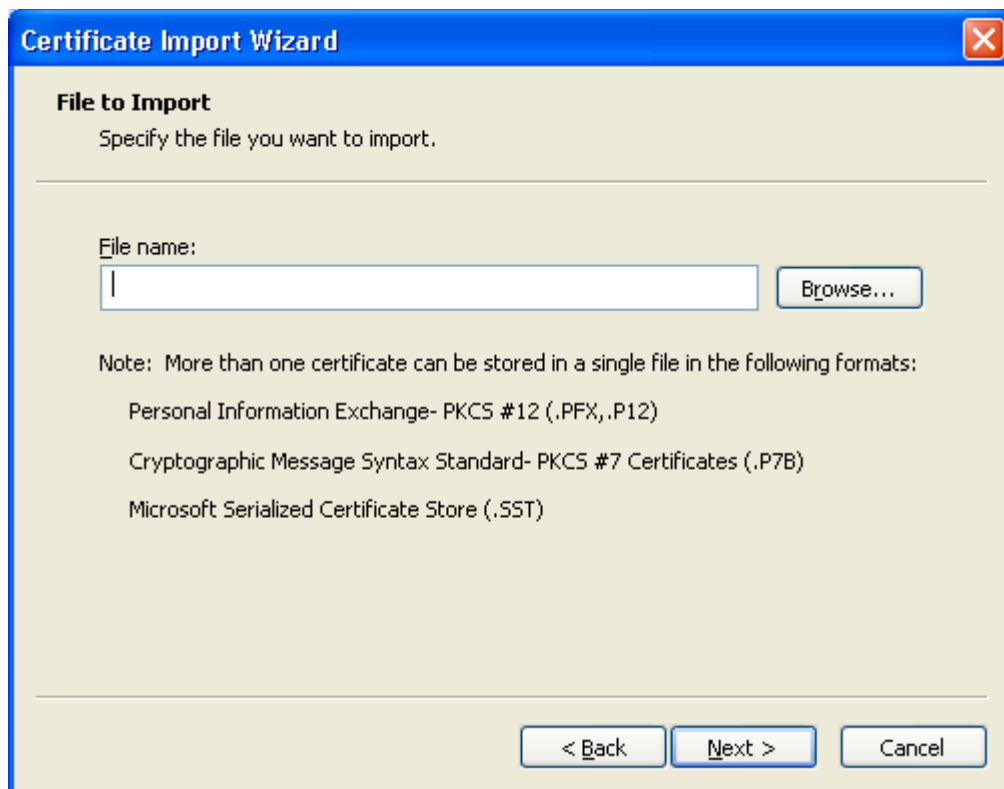 Certificate Import Wizard
File to Import
Specify the file you want to import.
File name:
Browse...
Note: More than one certificate can be stored in a single file in the following formats:
Personal Information Exchange- PKCS #12 (.PFX,.P12)
Cryptographic Message Syntax Standard- PKCS #7 Certificates (.P7B)
Microsoft Serialized Certificate Store (.SST)
< Back
Next >
Cancel